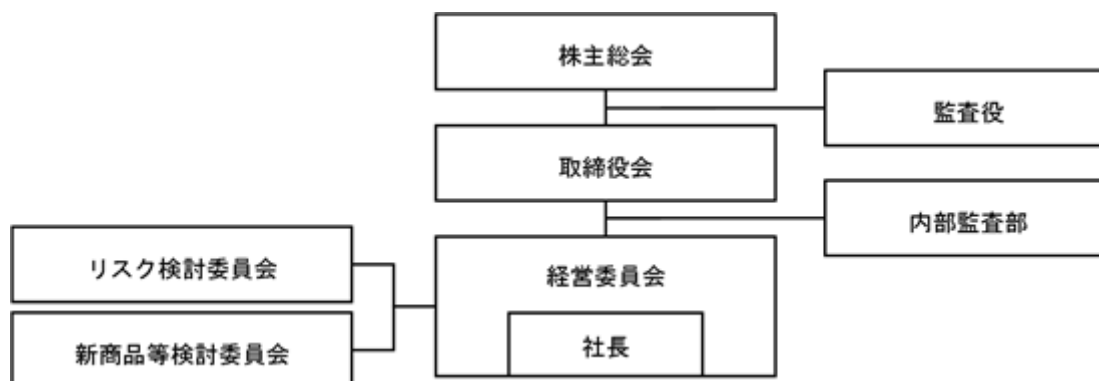 株主総会
監査役
取締役会
内部監査部
リスク検討委員会
経営委員会
新商品等検討委員会
社長